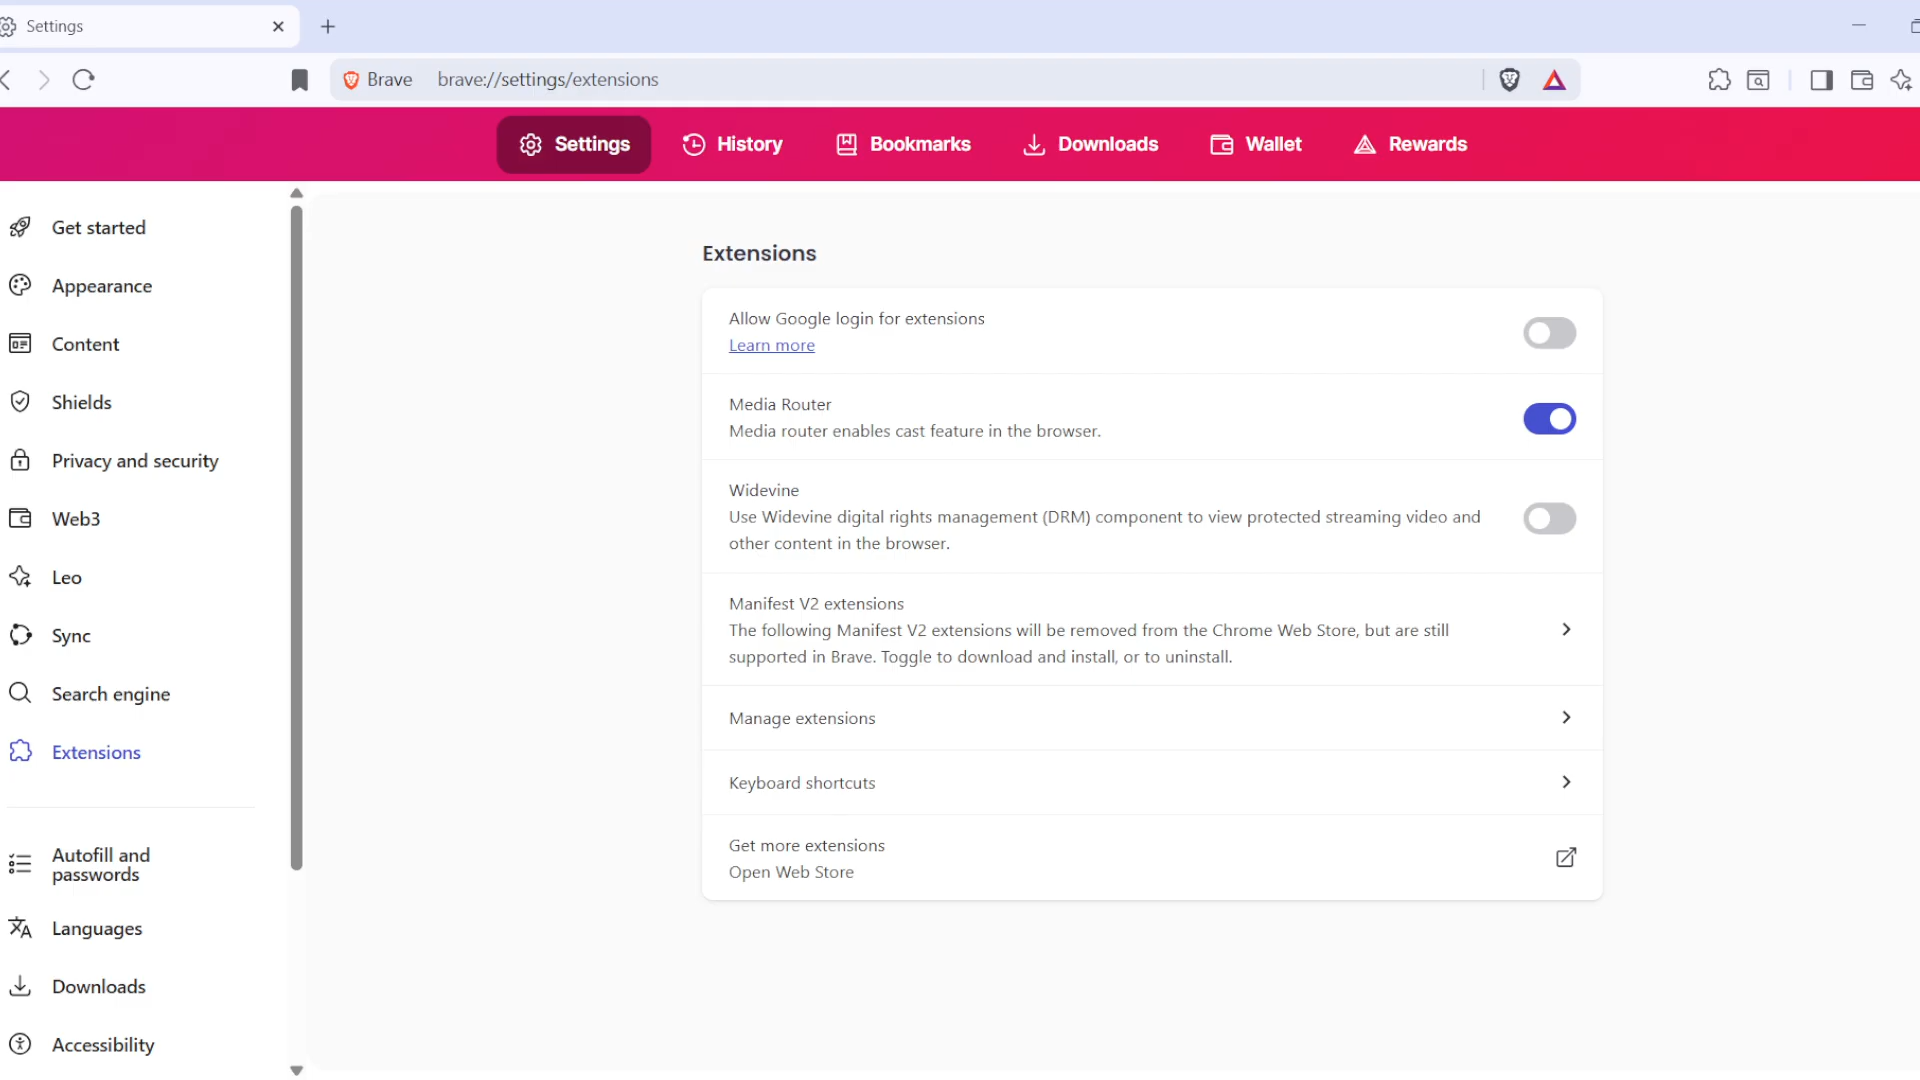 Settings
Brave
brave://settings/extensions
Settings
History
Bookmarks
Downloads
Wallet
Rewards
Get started
Appearance
Content
Shields
Privacy and security
Web3
Leo
Sync
Search engine
Extensions
Autofill and
passwords
Languages
Downloads
Accessibility
Extensions
Allow Google login for extensions
Learn more
Media Router
Media router enables cast feature in the browser.
Widevine
Use Widevine digital rights management (DRM) component to view protected streaming video and
other content in the browser.
Manifest V2 extensions
The following Manifest V2 extensions will be removed from the Chrome Web Store, but are still
supported in Brave. Toggle to download and install, or to uninstall.
Manage extensions
Keyboard shortcuts
Get more extensions
Open Web Store